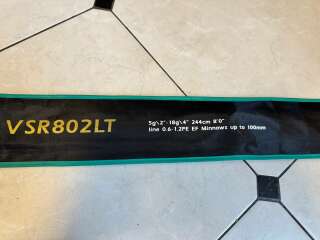 VSR802LT
5g\2"-18g\4" 244cm 8'0"
line 0.6-1.2PE EF Minnows up to 100mm